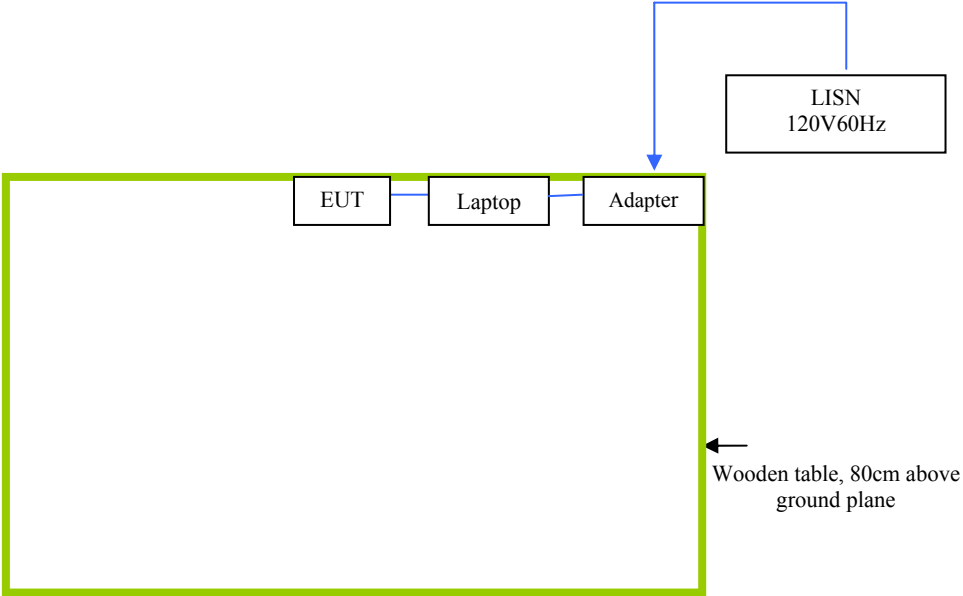 LISN
120V60Hz
EUT
Laptop
Adapter
Wooden table, 80cm above
ground plane